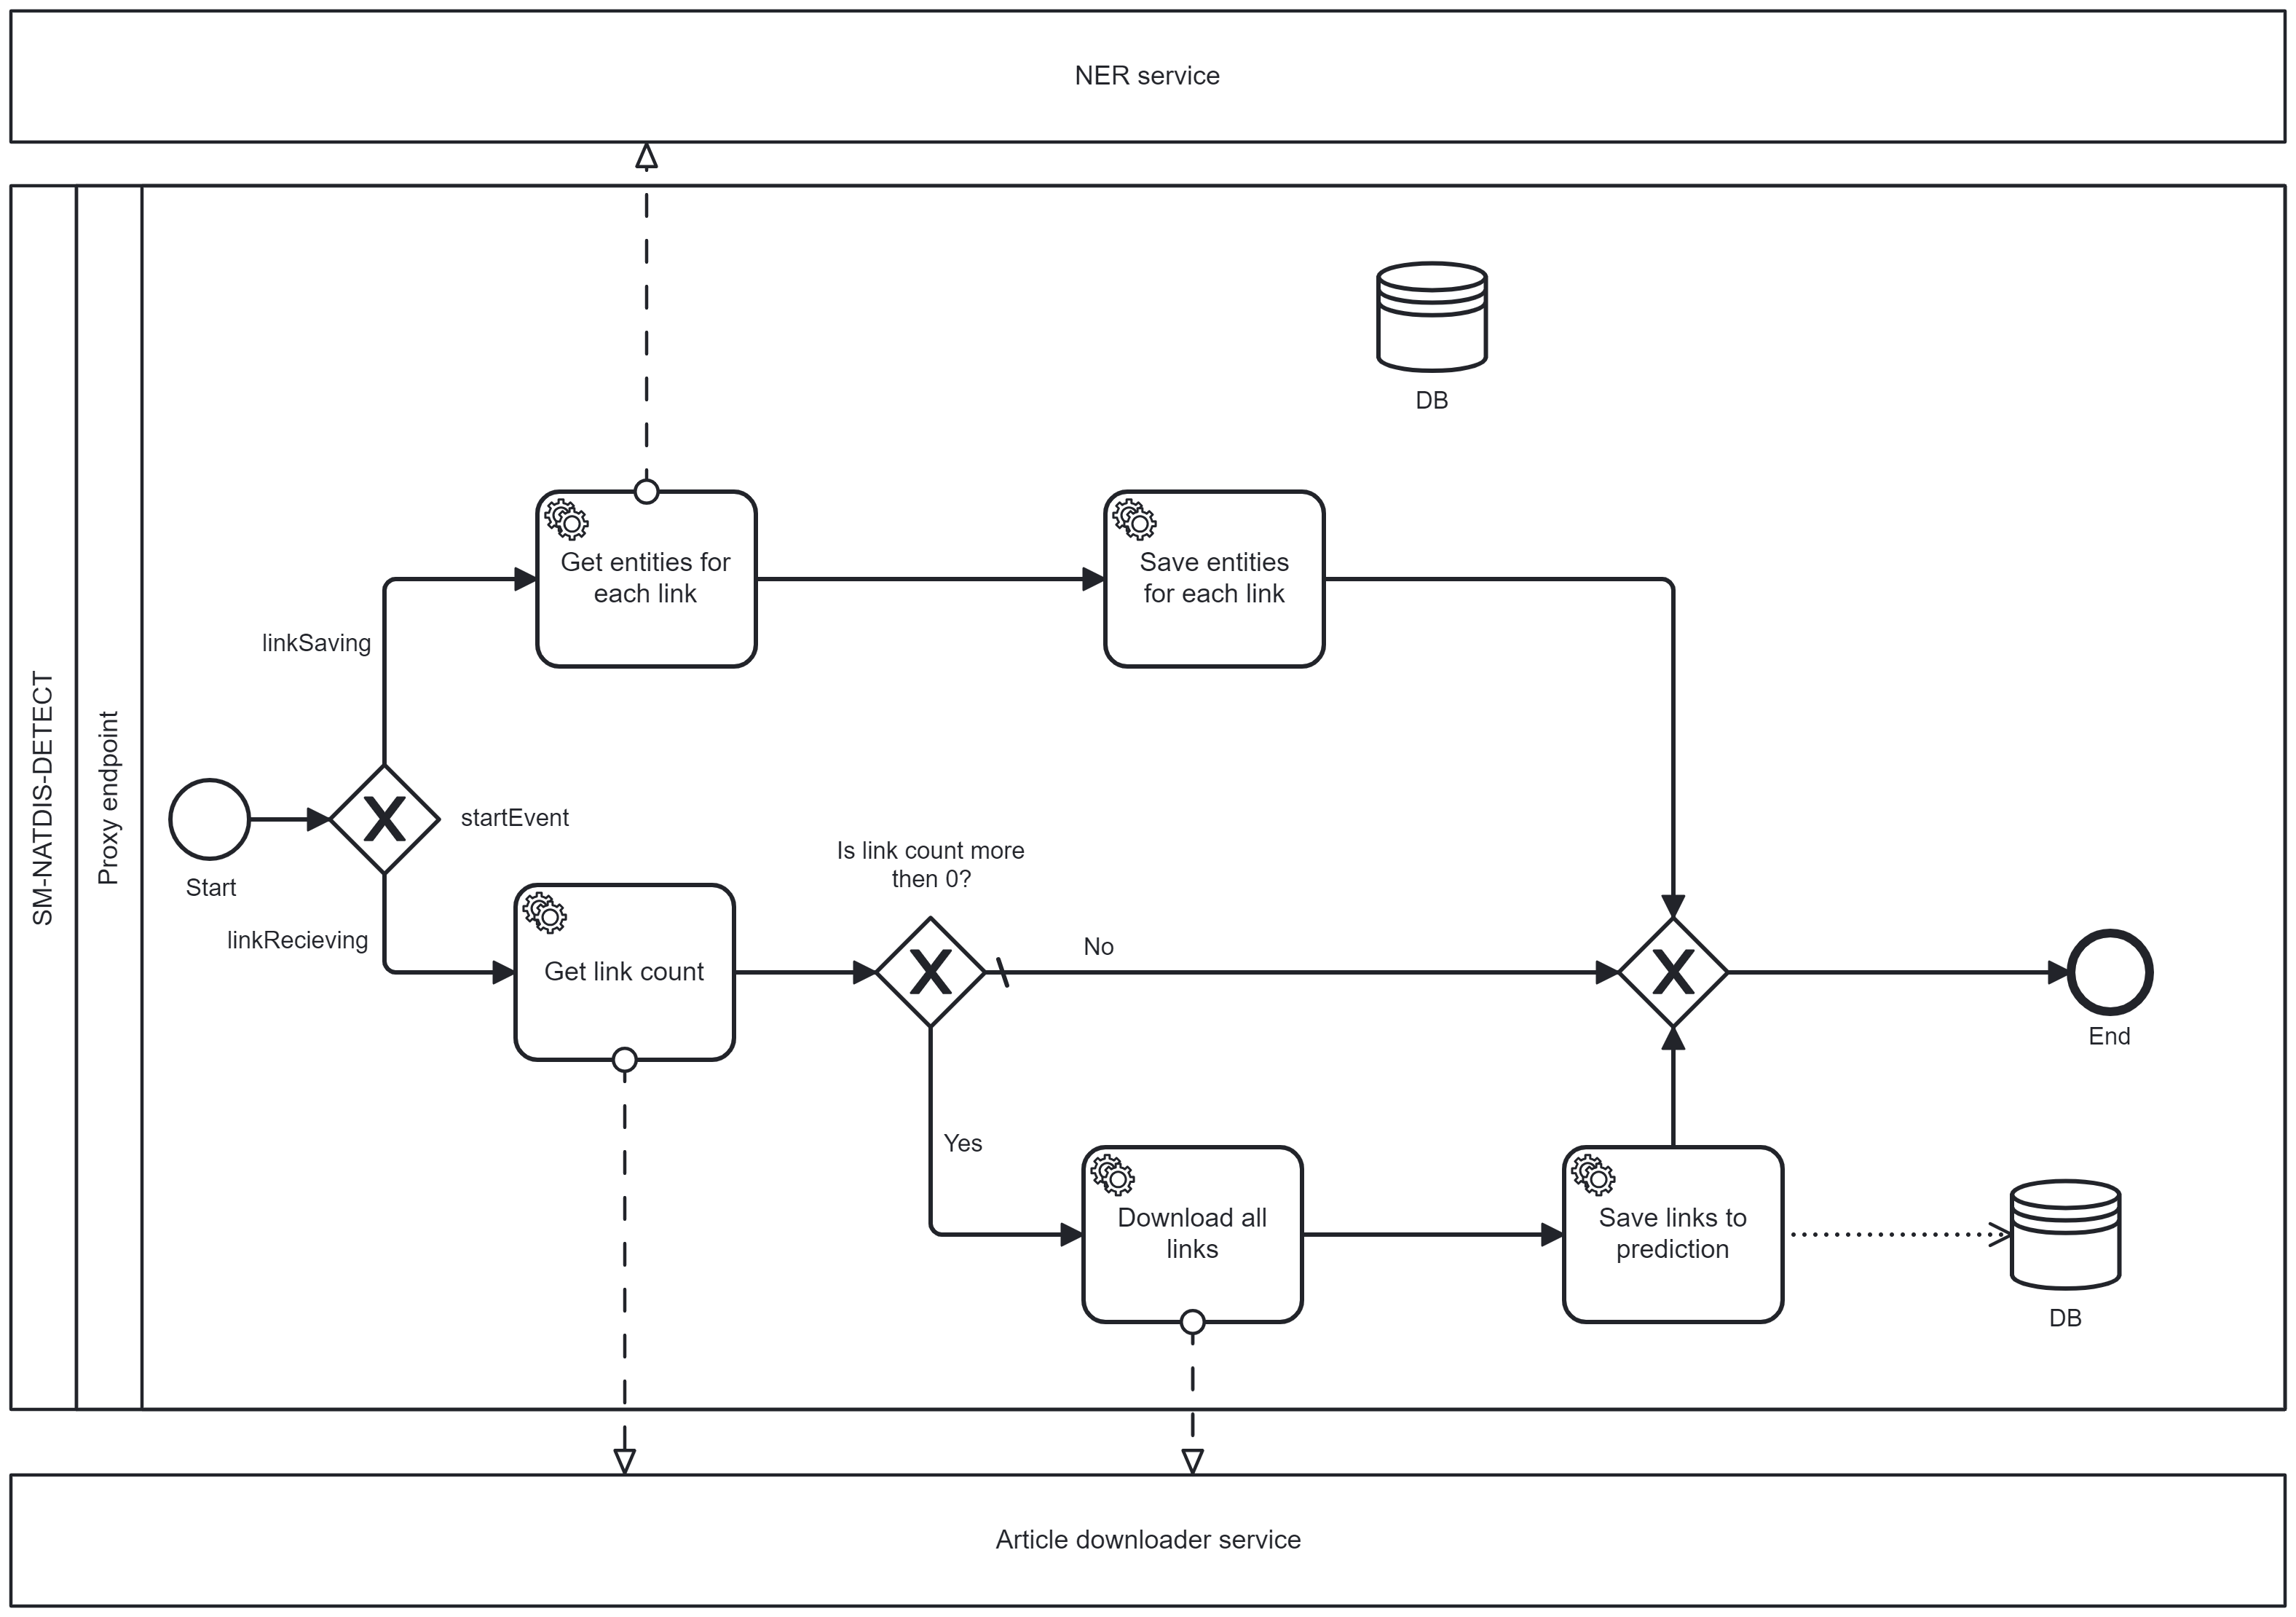 NER service
SM-NATDIS-DETECT
Proxy endpoint
DB
Get entities for
each link
Save entities
for each link
linkSaving
startEvent
Start
Is link count more
then 0?
linkRecieving
Get link count
No
End
Yes
Download all
links
Save links to
prediction
DB
Article downloader service